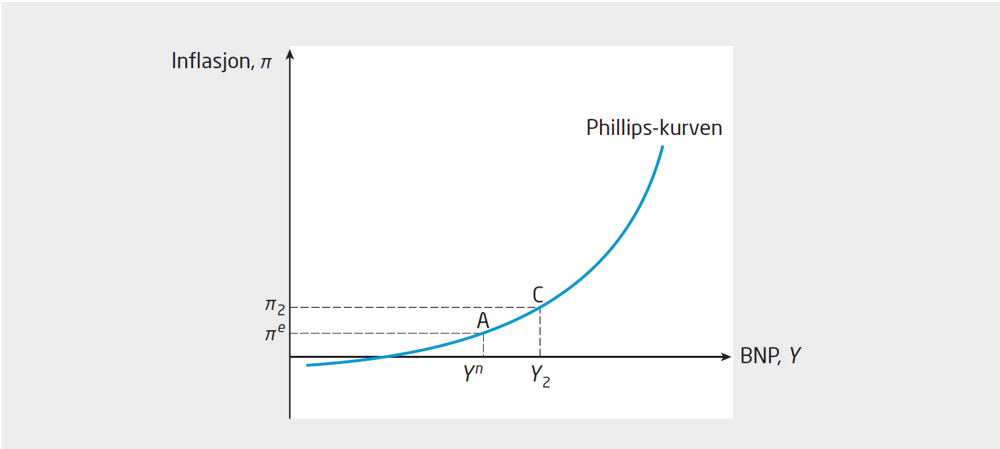 Inflasjon, π
Phillips-kurven
C
π₂
A
πᵉ
BNP, Y
Yⁿ
Y₂